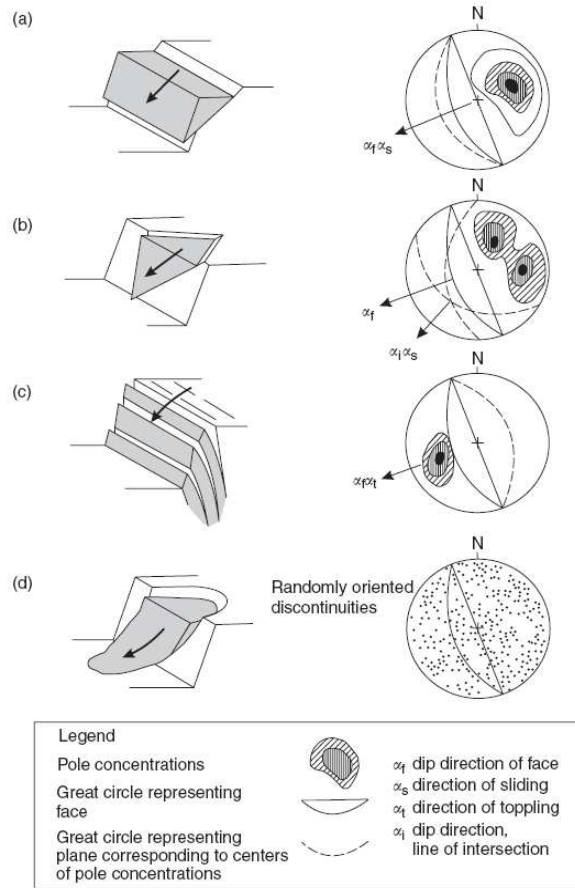 (a)
N
αf αs
(b)
N
αf
αi αs
(c)
N
αf αt
(d)
Randomly oriented
discontinuities
N
Legend
Pole concentrations
Great circle representing
face
Great circle representing
plane corresponding to centers
of pole concentrations
αf dip direction of face
αs direction of sliding
αt direction of toppling
αi dip direction,
line of intersection